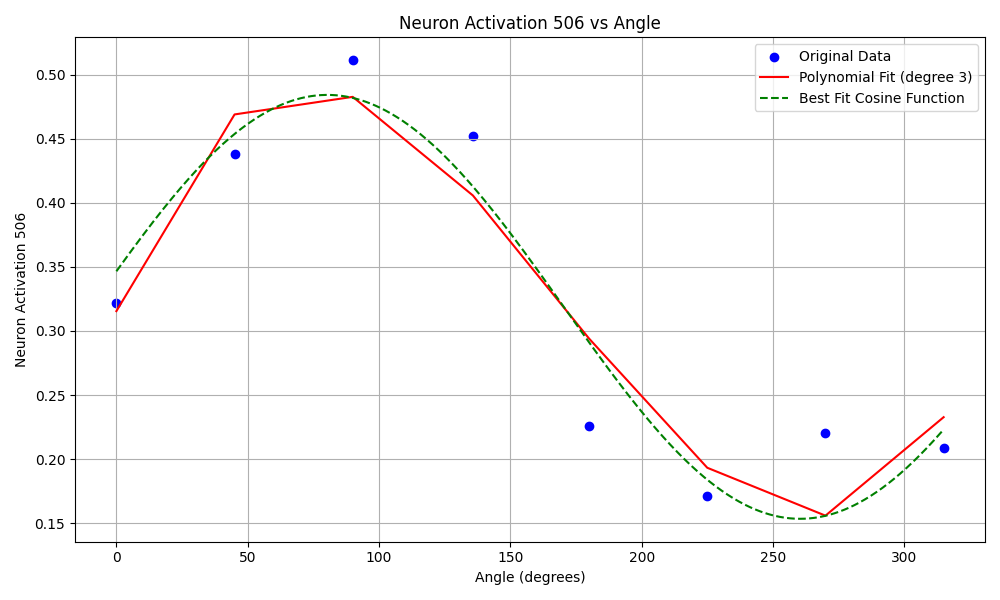 Neuron Activation 506 vs Angle
Original Data
Polynomial Fit (degree 3)
Best Fit Cosine Function
Neuron Activation 506
0.50
0.45
0.40
0.35
0.30
0.25
0.20
0.15
0
50
100
150
200
250
300
Angle (degrees)